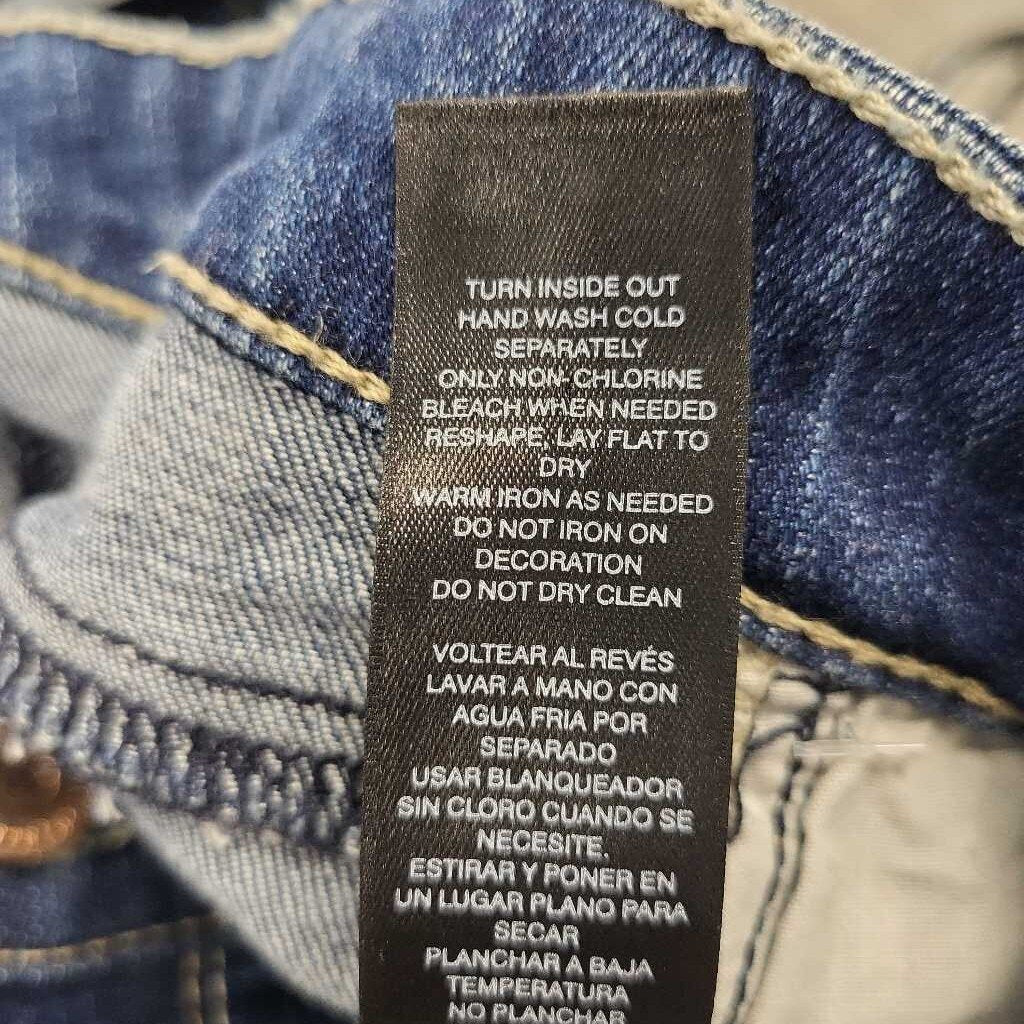 TURN INSIDE OUT
HAND WASH COLD
SEPARATELY
ONLY NON-CHLORINE
BLEACH WHEN NEEDED
RESHAPE, LAY FLAT TO
DRY
WARM IRON AS NEEDED
DO NOT IRON ON
DECORATION
DO NOT DRY CLEAN
VOLTEAR AL REVÉS
LAVAR A MANO CON
AGUA FRIA POR
SEPARADO
USAR BLANQUEADOR
SIN CLORO CUANDO SE
NECESITE.
ESTIRAR Y PONER EN
UN LUGAR PLANO PARA
SECAR
PLANCHAR A BAJA
TEMPERATURA
NO PLANCHAR